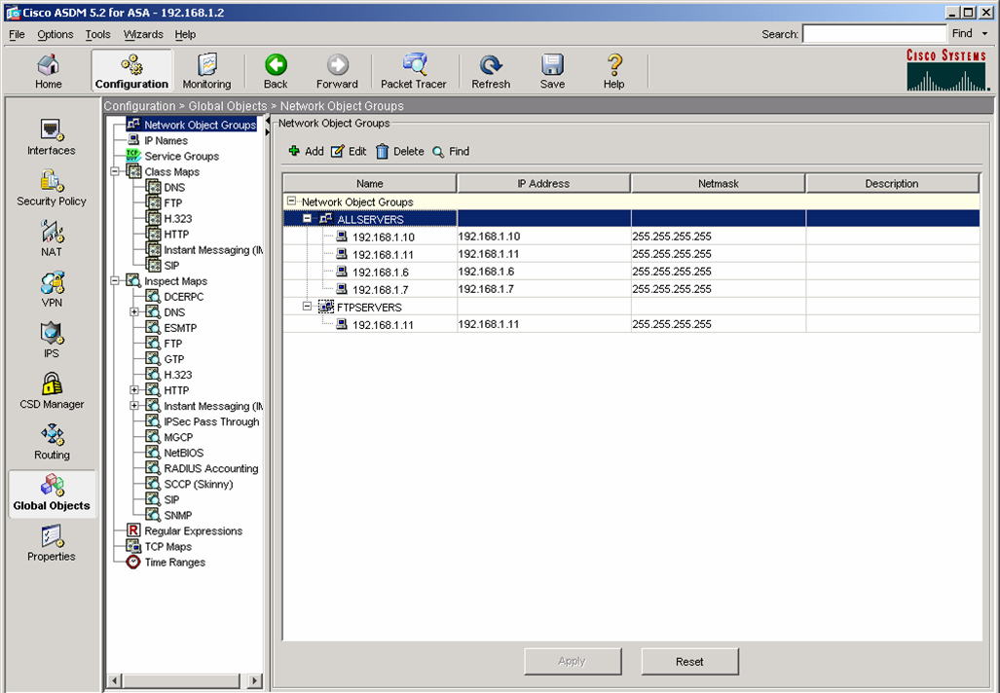 Cisco ASDM 5.2 for ASA - 192.168.1.2
File Options Tools Wizards Help Search: Find
Home Configuration Monitoring Back Forward Packet Tracer Refresh Save Help
CISCO SYSTEMS
Configuration > Global Objects > Network Object Groups
Interfaces
Security Policy
NAT
VPN
IPS
CSD Manager
Routing
Global Objects
Properties
Network Object Groups
IP Names
Service Groups
Class Maps
DNS
FTP
H.323
HTTP
Instant Messaging (IM
SIP
Inspect Maps
DCERPC
DNS
ESMTP
FTP
GTP
H.323
HTTP
Instant Messaging (IM
IPSec Pass Through
MGCP
NetBIOS
RADIUS Accounting
SCCP (Skinny)
SIP
SNMP
Regular Expressions
TCP Maps
Time Ranges
Network Object Groups
Add Edit Delete Find
Name IP Address Netmask Description
Network Object Groups
ALLSERVERS
192.168.1.10 192.168.1.10 255.255.255.255
192.168.1.11 192.168.1.11 255.255.255.255
192.168.1.6 192.168.1.6 255.255.255.255
192.168.1.7 192.168.1.7 255.255.255.255
FTPSERVERS
192.168.1.11 192.168.1.11 255.255.255.255
Apply Reset